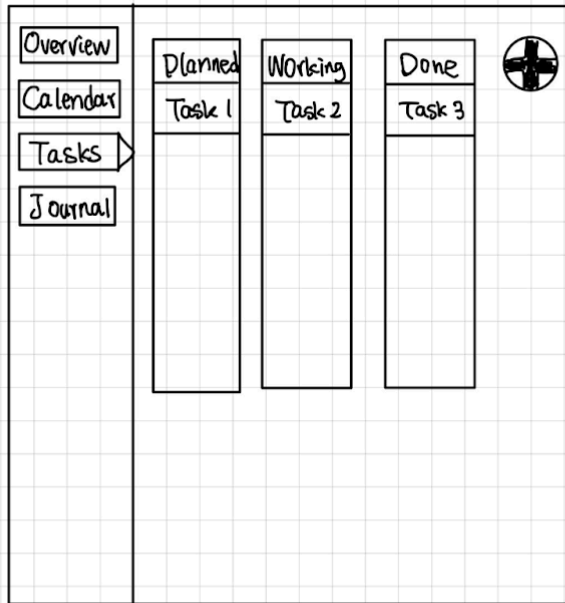 Overview
Calendar
Tasks
Journal
Planned
Task 1
Working
Task 2
Done
Task 3